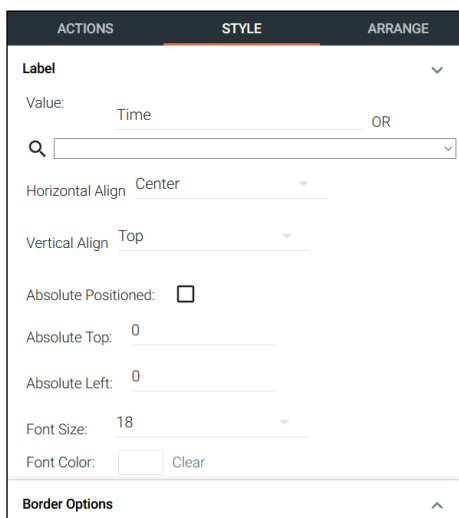 ACTIONS STYLE ARRANGE
Label
Value: Time OR
Horizontal Align Center
Vertical Align Top
Absolute Positioned:
Absolute Top: 0
Absolute Left: 0
Font Size: 18
Font Color: Clear
Border Options